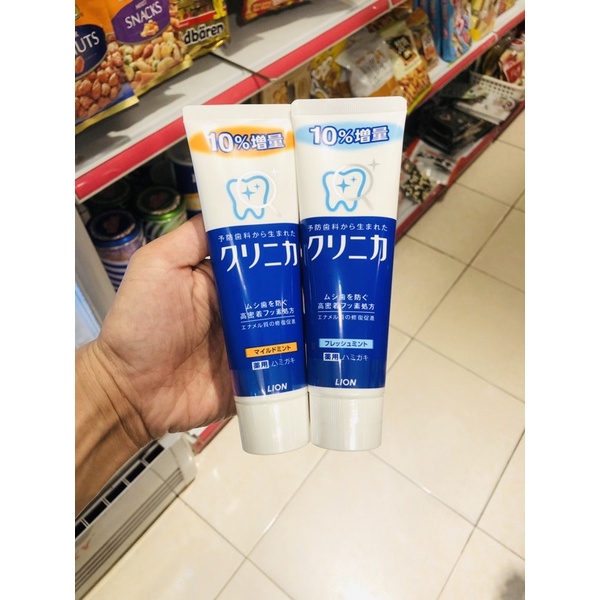 NUTS
SNACKS
dbären
10%増量
予防歯科から生まれた
クリニカ
ムシ歯を防ぐ
高密着フッ素処方
エナメル質の修復促進
マイルドミント
薬用ハミガキ
LION
10%増量
予防歯科から生まれた
クリニカ
ムシ歯を防ぐ
高密着フッ素処方
エナメル質の修復促進
フレッシュミント
薬用ハミガキ
LION